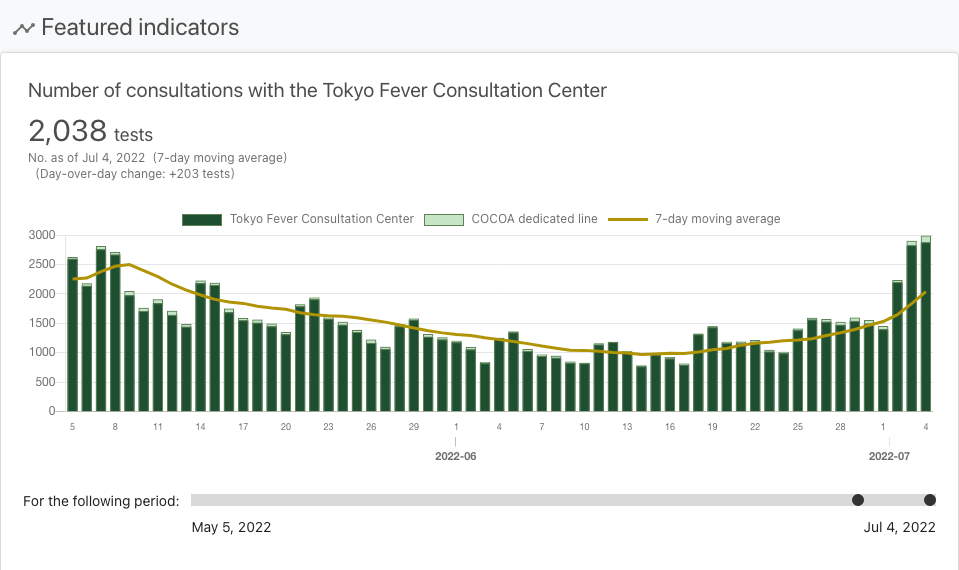 Featured indicators
Number of consultations with the Tokyo Fever Consultation Center
2,038 tests
No. as of Jul 4, 2022 (7-day moving average)
(Day-over-day change: +203 tests)
Tokyo Fever Consultation Center COCOA dedicated line 7-day moving average
3000
2500
2000
1500
1000
500
0
5 8 11 14 17 20 23 26 29 1 4 7 10 13 16 19 22 25 28 1 4
2022-06 2022-07
For the following period:
May 5, 2022 Jul 4, 2022